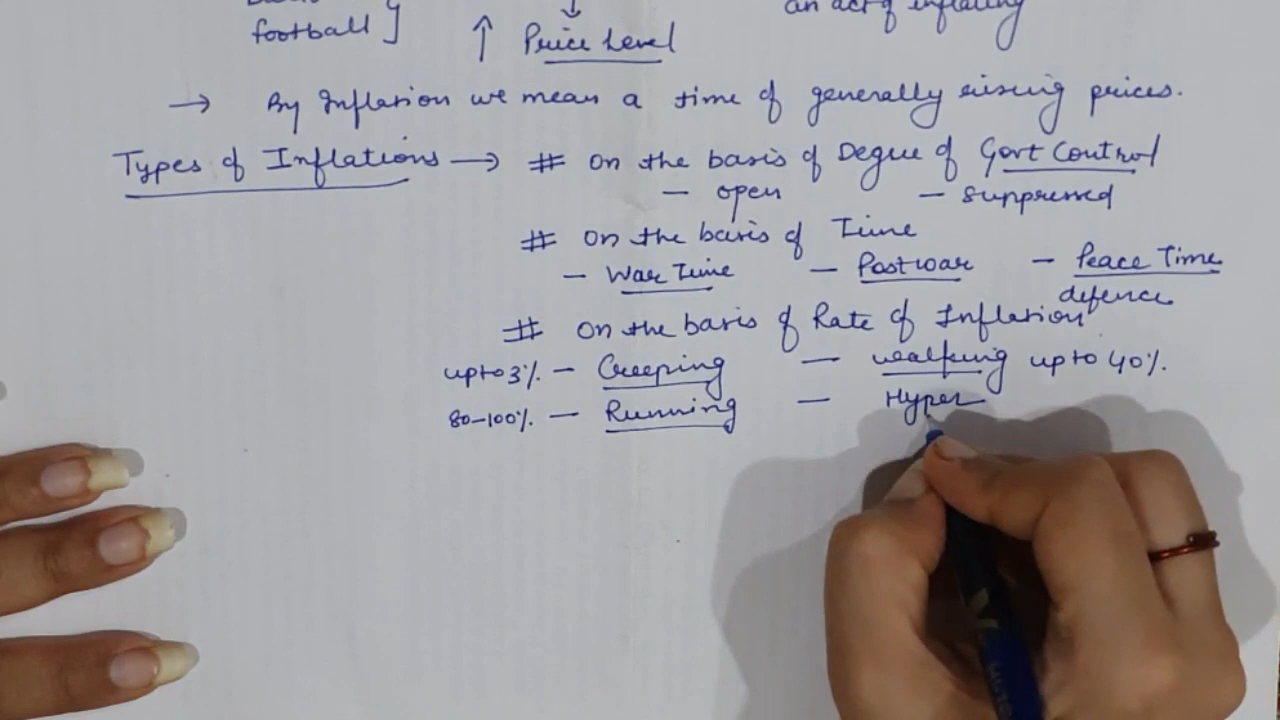 football ]
an act of inflating
↑ Price Level
→ By Inflation we mean a time of generally rising prices.
Types of Inflations → # On the basis of Degree of Govt Control
— open — suppressed
# On the basis of Time
— War Time — Postwar — Peace Time
defence
# On the basis of Rate of Inflation
upto 3% — Creeping — walking upto 40%.
80–100% — Running — Hyper